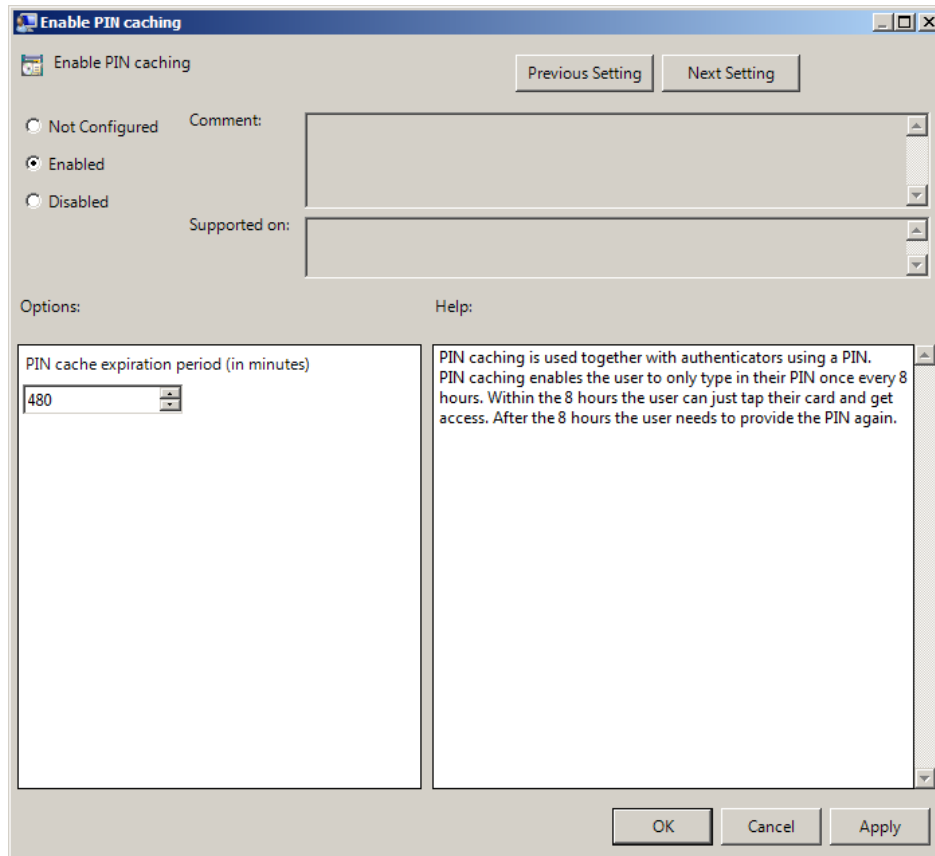 Enable PIN caching
Enable PIN caching
Previous Setting
Next Setting
Not Configured
Comment:
Enabled
Disabled
Supported on:
Options:
Help:
PIN cache expiration period (in minutes)
480
PIN caching is used together with authenticators using a PIN.
PIN caching enables the user to only type in their PIN once every 8
hours. Within the 8 hours the user can just tap their card and get
access. After the 8 hours the user needs to provide the PIN again.
OK
Cancel
Apply